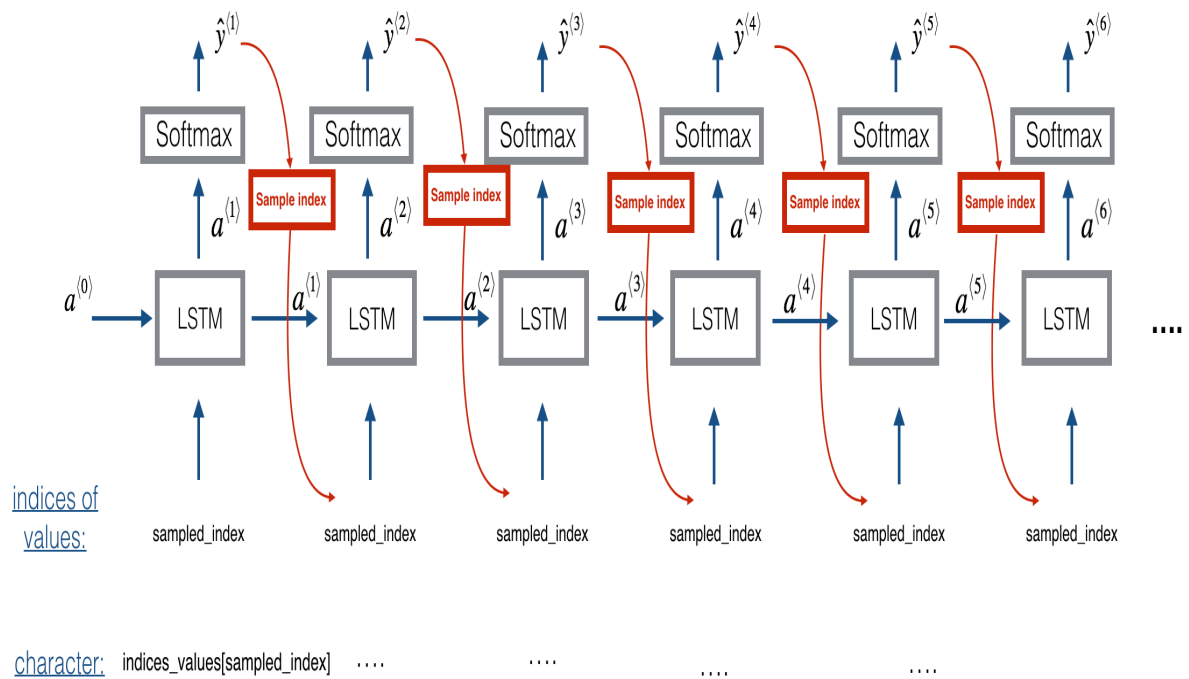 ŷ⟨1⟩ ŷ⟨2⟩ ŷ⟨3⟩ ŷ⟨4⟩ ŷ⟨5⟩ ŷ⟨6⟩
Softmax Softmax Softmax Softmax Softmax Softmax
Sample index Sample index Sample index Sample index Sample index
a⟨1⟩ a⟨2⟩ a⟨3⟩ a⟨4⟩ a⟨5⟩ a⟨6⟩
a⟨0⟩ a⟨1⟩ a⟨2⟩ a⟨3⟩ a⟨4⟩ a⟨5⟩
LSTM LSTM LSTM LSTM LSTM LSTM ....
indices of
values:
sampled_index sampled_index sampled_index sampled_index sampled_index sampled_index
character: indices_values[sampled_index] .... .... .... ....